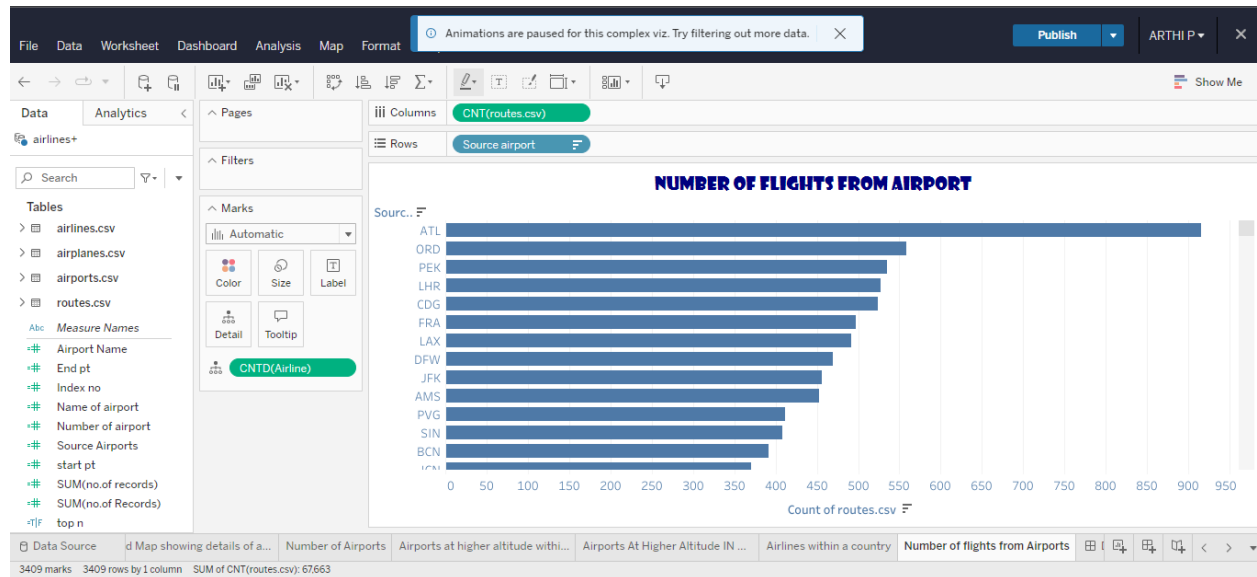 Animations are paused for this complex viz. Try filtering out more data.
Publish
ARTHI P
File Data Worksheet Dashboard Analysis Map Format
Show Me
Data Analytics
airlines+
Search
Tables
airlines.csv
airplanes.csv
airports.csv
routes.csv
Abc Measure Names
Airport Name
End pt
Index no
Name of airport
Number of airport
Source Airports
start pt
SUM(no.of records)
SUM(no.of Records)
top n
Pages
Filters
Marks
Automatic
Color Size Label
Detail Tooltip
CNTD(Airline)
Columns CNT(routes.csv)
Rows Source airport
NUMBER OF FLIGHTS FROM AIRPORT
Sourc..
ATL
ORD
PEK
LHR
CDG
FRA
LAX
DFW
JFK
AMS
PVG
SIN
BCN
0 50 100 150 200 250 300 350 400 450 500 550 600 650 700 750 800 850 900 950
Count of routes.csv
Data Source d Map showing details of a... Number of Airports Airports at higher altitude withi... Airports At Higher Altitude IN ... Airlines within a country Number of flights from Airports
3409 marks 3409 rows by 1 column SUM of CNT(routes.csv): 67,663